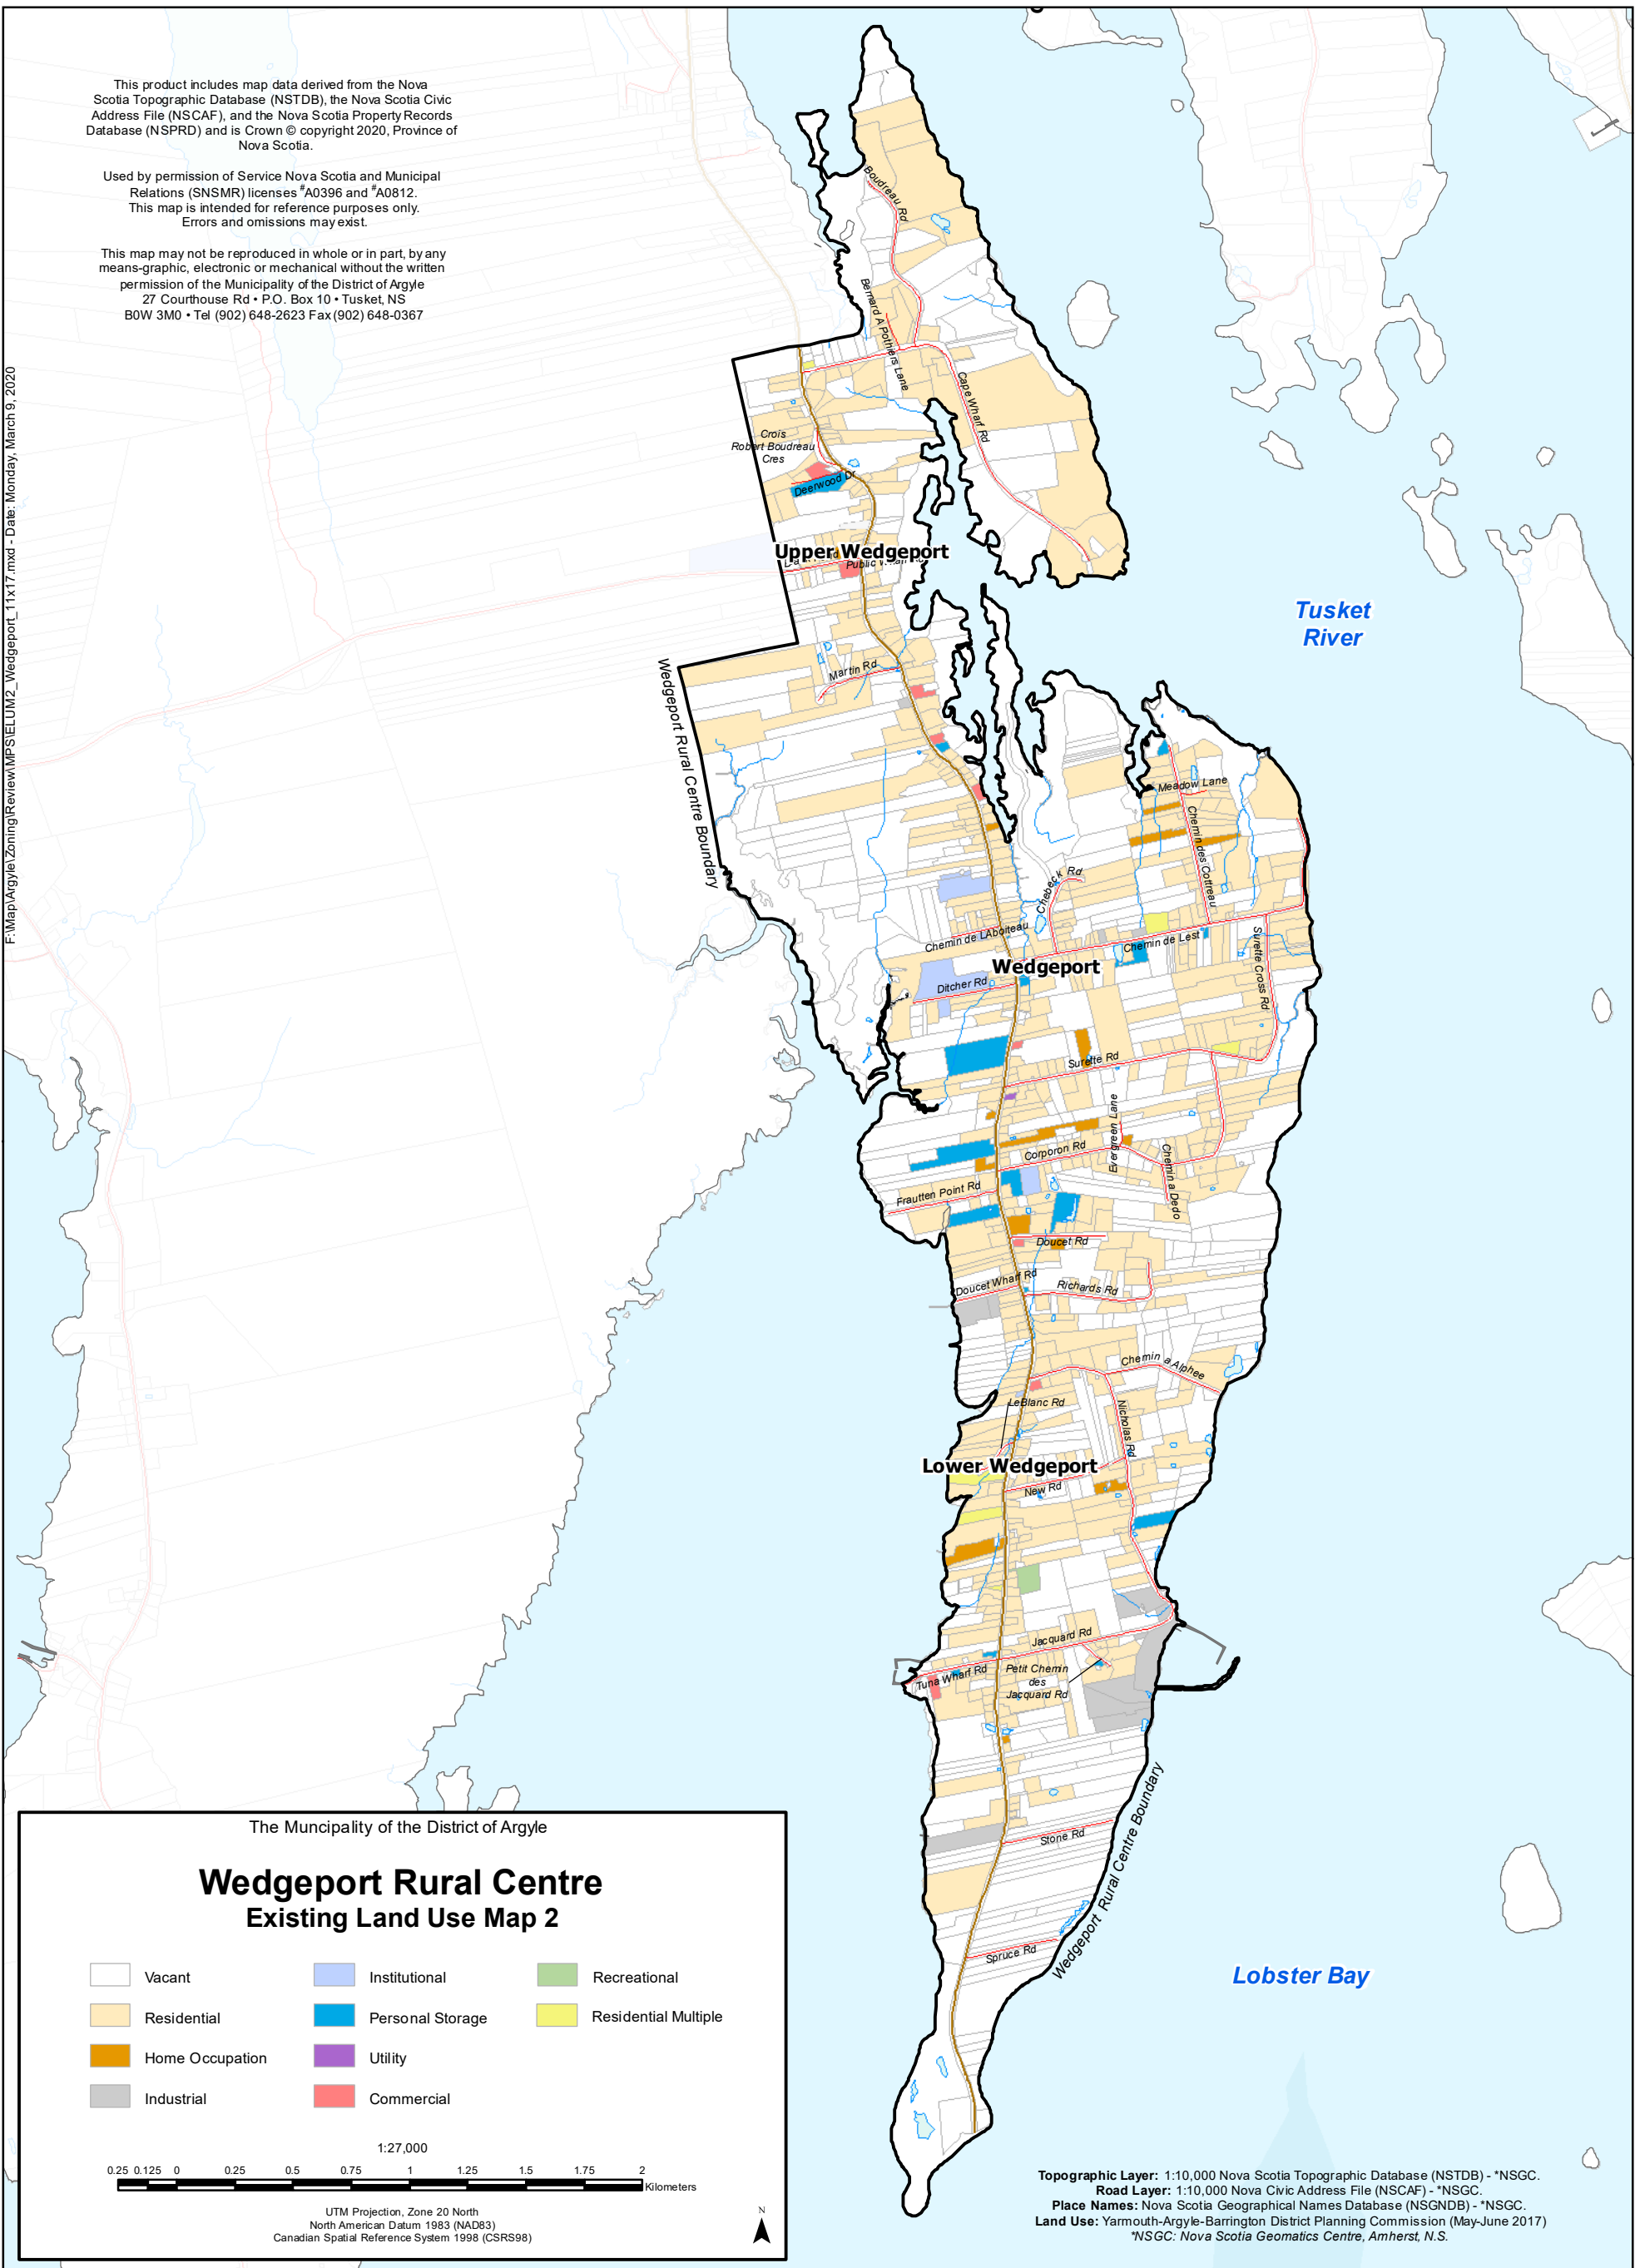 This product includes map data derived from the Nova
Scotia Topographic Database (NSTDB), the Nova Scotia Civic
Address File (NSCAF), and the Nova Scotia Property Records
Database (NSPRD) and is Crown © copyright 2020, Province of
Nova Scotia.
Used by permission of Service Nova Scotia and Municipal
Relations (SNSMR) licenses #A0396 and #A0812.
This map is intended for reference purposes only.
Errors and omissions may exist.
This map may not be reproduced in whole or in part, by any
means-graphic, electronic or mechanical without the written
permission of the Municipality of the District of Argyle
27 Courthouse Rd • P.O. Box 10 • Tusket, NS
B0W 3M0 • Tel (902) 648-2623 Fax (902) 648-0367
F:\Map\Argyle\Zoning\Review\MPS\ELUM2_Wedgeport_11x17.mxd - Date: Monday, March 9, 2020
Boudreau Rd
Bernard A Pothiers Lane
Cape Wharf Rd
Crois
Robert Boudreau
Cres
Deerwood Dr
Upper Wedgeport
Public
Tusket
River
Martin Rd
Wedgeport Rural Centre Boundary
Meadow Lane
Chemin des Cottreau
Chebeck Rd
Chemin de LAboiteau
Chemin de Lest
Surette Cross Rd
Wedgeport
Ditcher Rd
Surette Rd
Evergreen Lane
Corporon Rd
Chemin a Dedo
Frautten Point Rd
Doucet Rd
Doucet Wharf Rd
Richards Rd
Chemin a Alphee
LeBlanc Rd
Nicholas Rd
Lower Wedgeport
New Rd
Jacquard Rd
Tuna Wharf Rd
Petit Chemin
des
Jacquard Rd
Wedgeport Rural Centre Boundary
Stone Rd
Spruce Rd
Lobster Bay
The Muncipality of the District of Argyle
Wedgeport Rural Centre
Existing Land Use Map 2
Vacant
Institutional
Recreational
Residential
Personal Storage
Residential Multiple
Home Occupation
Utility
Industrial
Commercial
1:27,000
0.25 0.125 0 0.25 0.5 0.75 1 1.25 1.5 1.75 2
Kilometers
UTM Projection, Zone 20 North
North American Datum 1983 (NAD83)
Canadian Spatial Reference System 1998 (CSRS98)
N
Topographic Layer: 1:10,000 Nova Scotia Topographic Database (NSTDB) - *NSGC.
Road Layer: 1:10,000 Nova Civic Address File (NSCAF) - *NSGC.
Place Names: Nova Scotia Geographical Names Database (NSGNDB) - *NSGC.
Land Use: Yarmouth-Argyle-Barrington District Planning Commission (May-June 2017)
*NSGC: Nova Scotia Geomatics Centre, Amherst, N.S.